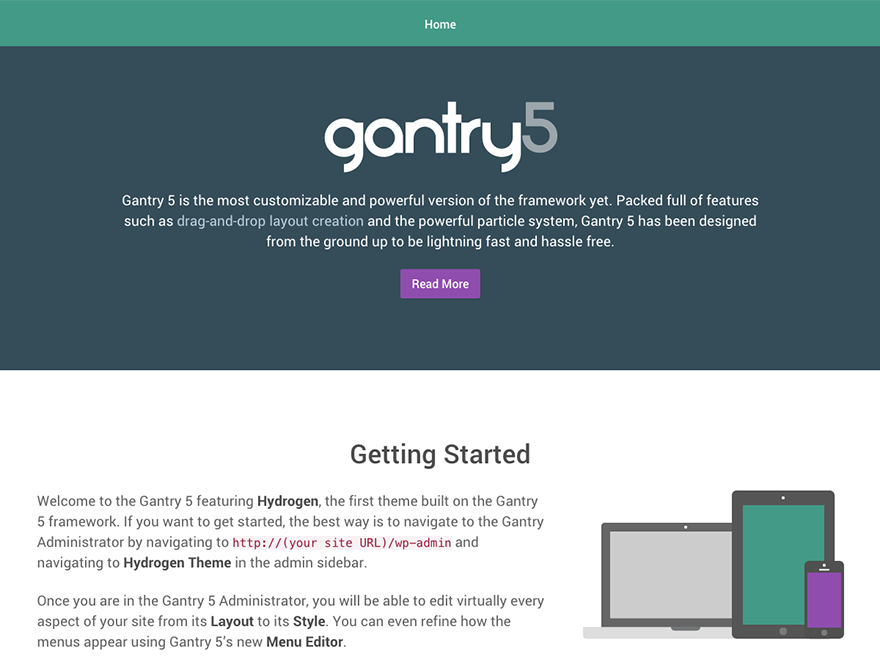 Home
gantry5
Gantry 5 is the most customizable and powerful version of the framework yet. Packed full of features
such as drag-and-drop layout creation and the powerful particle system, Gantry 5 has been designed
from the ground up to be lightning fast and hassle free.
Read More
Getting Started
Welcome to the Gantry 5 featuring Hydrogen, the first theme built on the Gantry
5 framework. If you want to get started, the best way is to navigate to the Gantry
Administrator by navigating to http://(your site URL)/wp-admin and
navigating to Hydrogen Theme in the admin sidebar.
Once you are in the Gantry 5 Administrator, you will be able to edit virtually every
aspect of your site from its Layout to its Style. You can even refine how the
menus appear using Gantry 5's new Menu Editor.